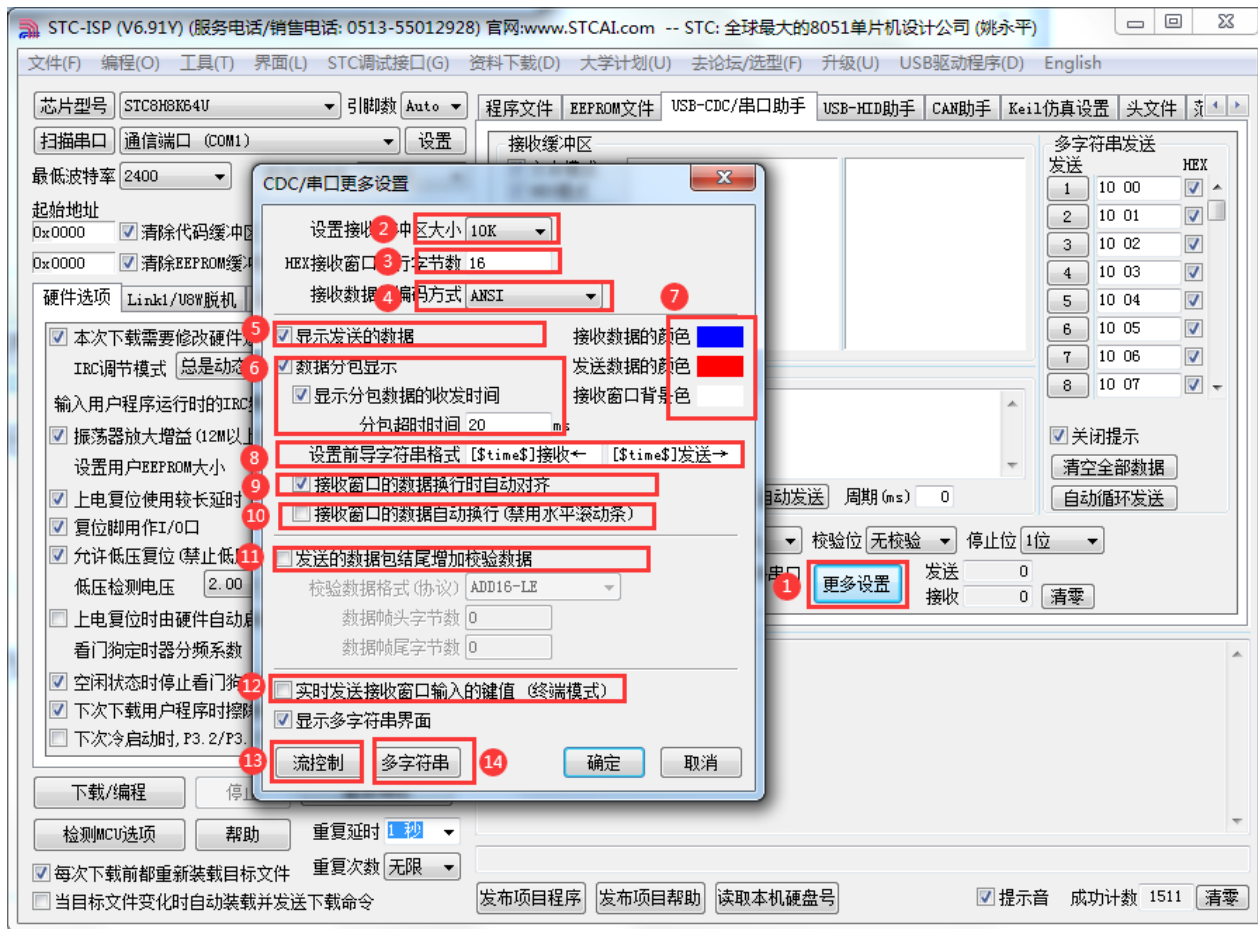 STC-ISP (V6.91Y) (服务电话/销售电话: 0513-55012928) 官网:www.STCAI.com -- STC: 全球最大的8051单片机设计公司 (姚永平)
文件(F) 编程(O) 工具(T) 界面(L) STC调试接口(G) 资料下载(D) 大学计划(U) 去论坛/选型(F) 升级(U) USB驱动程序(D) English
芯片型号 STC8H8K64U 引脚数 Auto
扫描串口 通信端口 (COM1) 设置
最低波特率 2400
起始地址
0x0000 清除代码缓冲区
0x0000 清除EEPROM缓
硬件选项 Link1/U8W脱机
本次下载需要修改硬件
IRC调节模式 总是动态
输入用户程序运行时的IRC
振荡器放大增益(12M以上
设置用户EEPROM大小
上电复位使用较长延时
复位脚用作I/O口
允许低压复位(禁止低
低压检测电压 2.00
上电复位时由硬件自动
看门狗定时器分频系数
空闲状态时停止看门狗
下次下载用户程序时擦除
下次冷启动时,P3.2/P3.
下载/编程
检测MCU选项 帮助 重复延时 1 秒
每次下载前都重新装载目标文件 重复次数 无限
当目标文件变化时自动装载并发送下载命令
程序文件 EEPROM文件 USB-CDC/串口助手 USB-HID助手 CAN助手 Keil仿真设置 头文件
接收缓冲区
多字符串发送
发送 HEX
1 10 00
2 10 01
3 10 02
4 10 03
5 10 04
6 10 05
7 10 06
8 10 07
关闭提示
清空全部数据
自动发送 周期(ms) 0 自动循环发送
校验位 无校验 停止位 1位
串口 1 更多设置 发送 0
接收 0 清零
发布项目程序 发布项目帮助 读取本机硬盘号 提示音 成功计数 1511 清零
CDC/串口更多设置
设置接收 2 冲区大小 10K
HEX接收窗口 3 行字节数 16
接收数据 4 编码方式 ANSI
5 显示发送的数据
6 数据分包显示
显示分包数据的收发时间
分包超时时间 20 ms
7
接收数据的颜色
发送数据的颜色
接收窗口背景色
8 设置前导字符串格式 [$time$]接收← [$time$]发送→
9 接收窗口的数据换行时自动对齐
10 接收窗口的数据自动换行(禁用水平滚动条)
11 发送的数据包结尾增加校验数据
校验数据格式(协议) ADD16-LE
数据帧头字节数 0
数据帧尾字节数 0
12 实时发送接收窗口输入的键值 (终端模式)
显示多字符串界面
13 流控制 多字符串 14 确定 取消